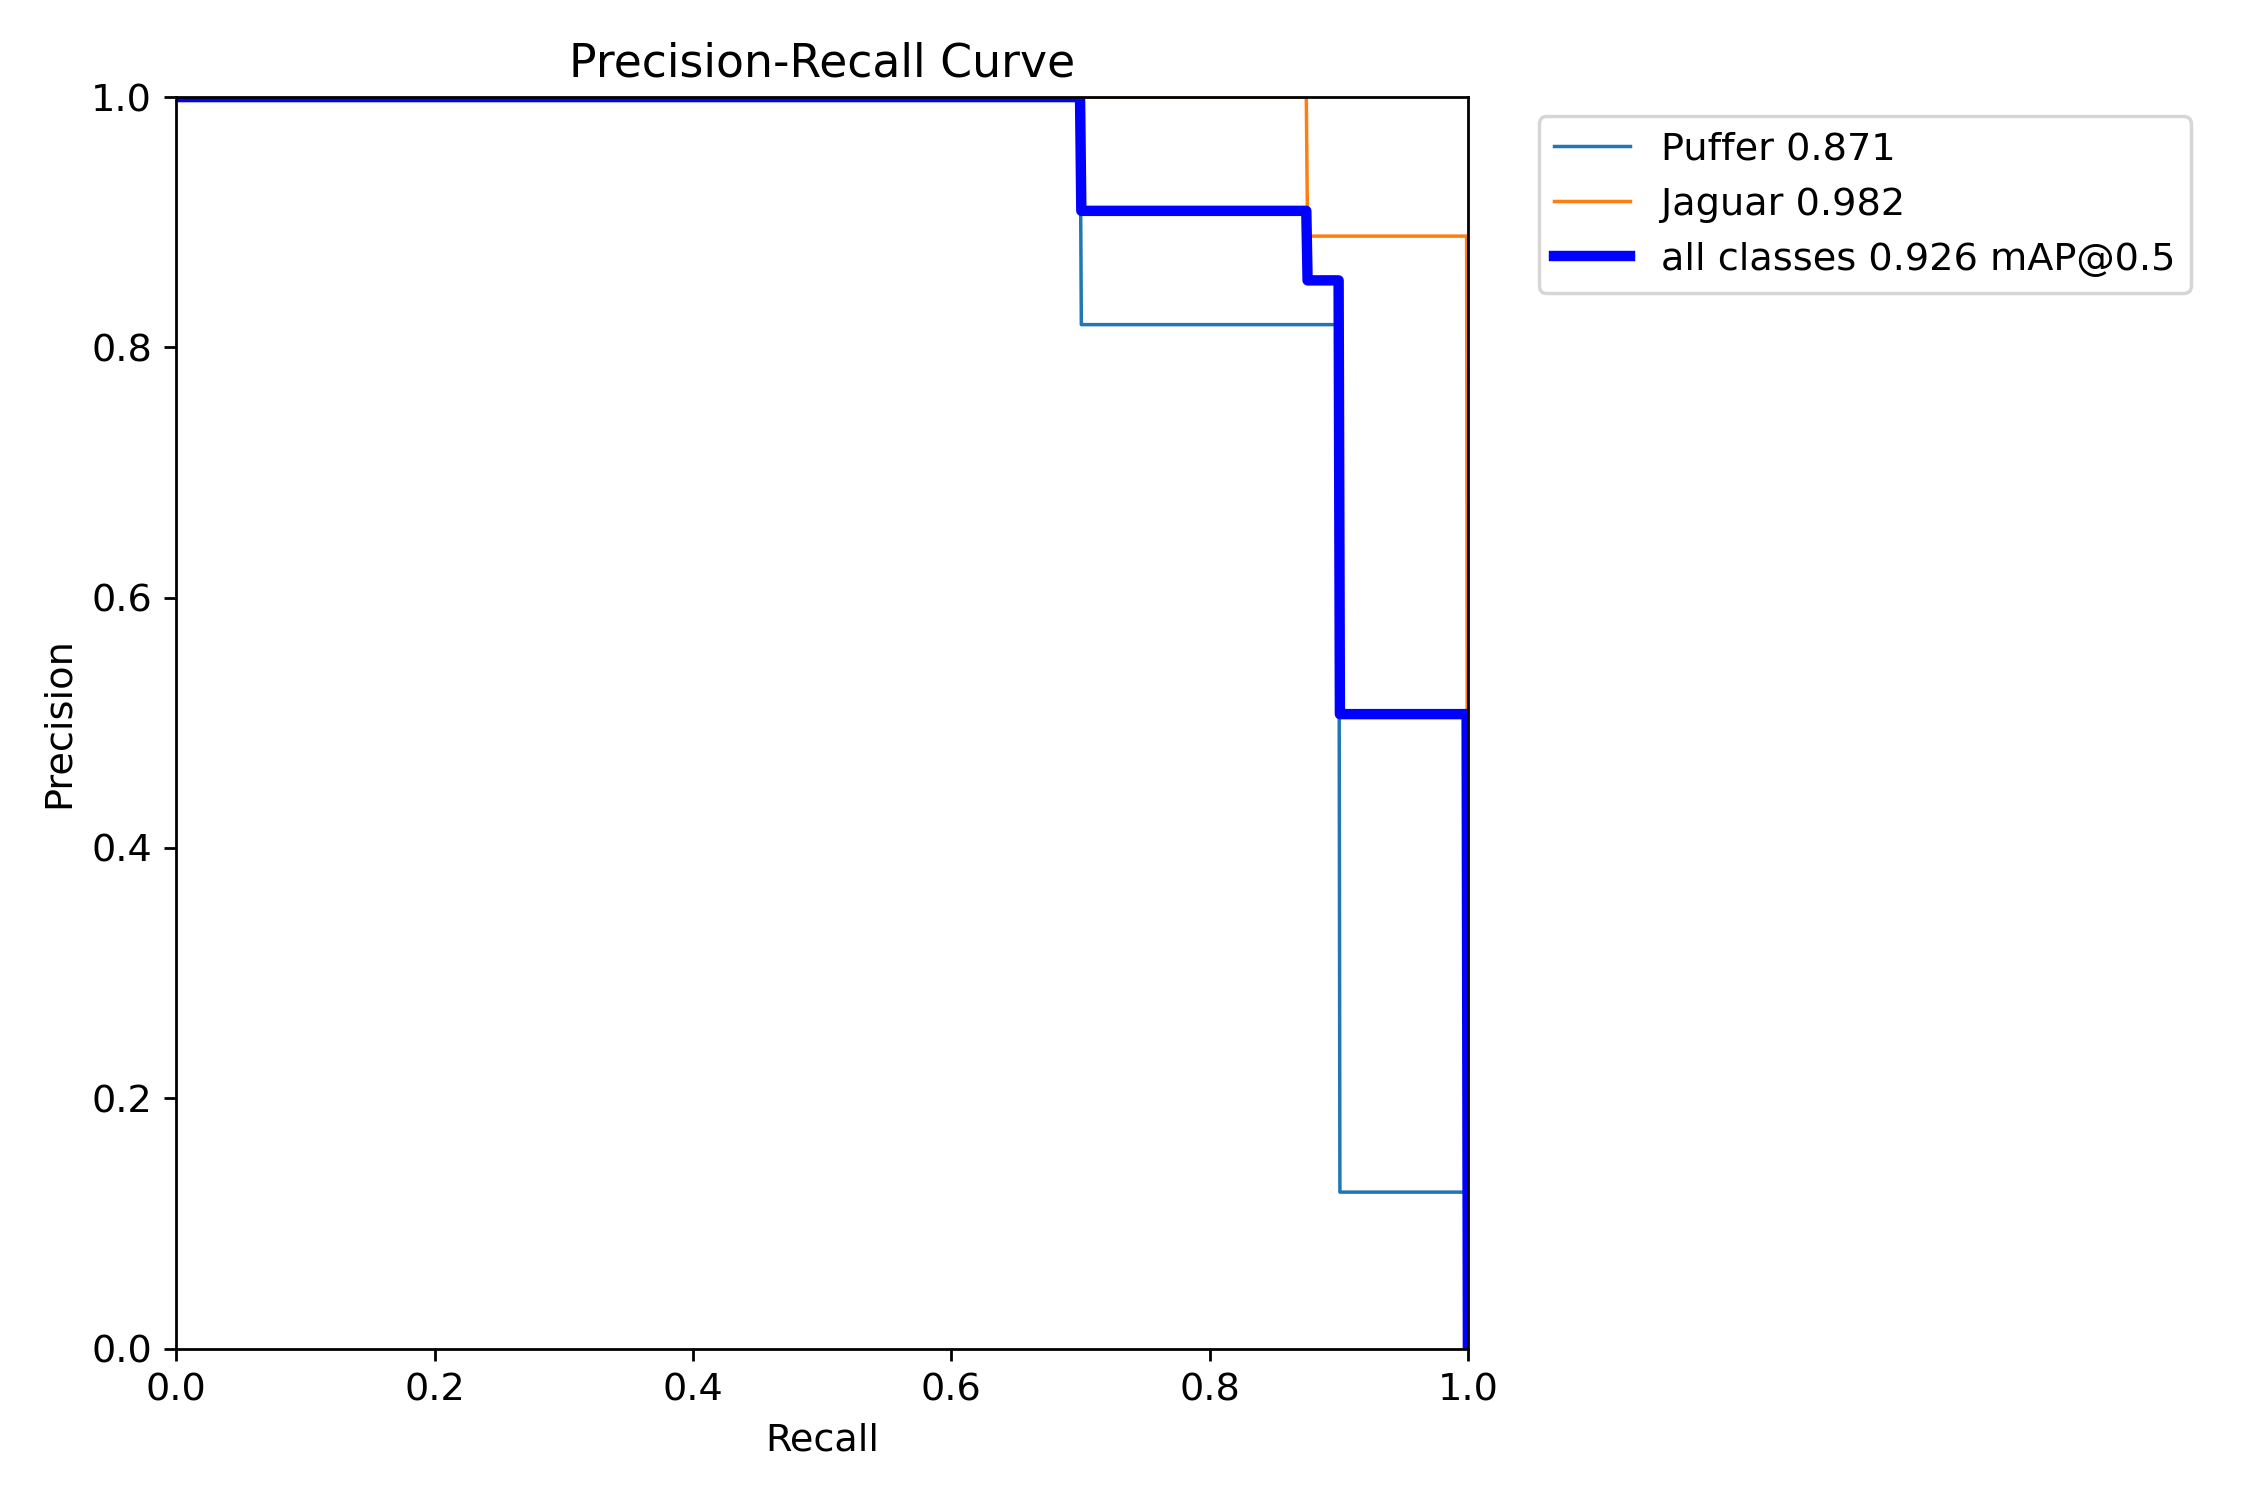 Precision-Recall Curve
1.0
0.8
0.6
0.4
0.2
0.0
Precision
0.0 0.2 0.4 0.6 0.8 1.0
Recall
Puffer 0.871
Jaguar 0.982
all classes 0.926 mAP@0.5